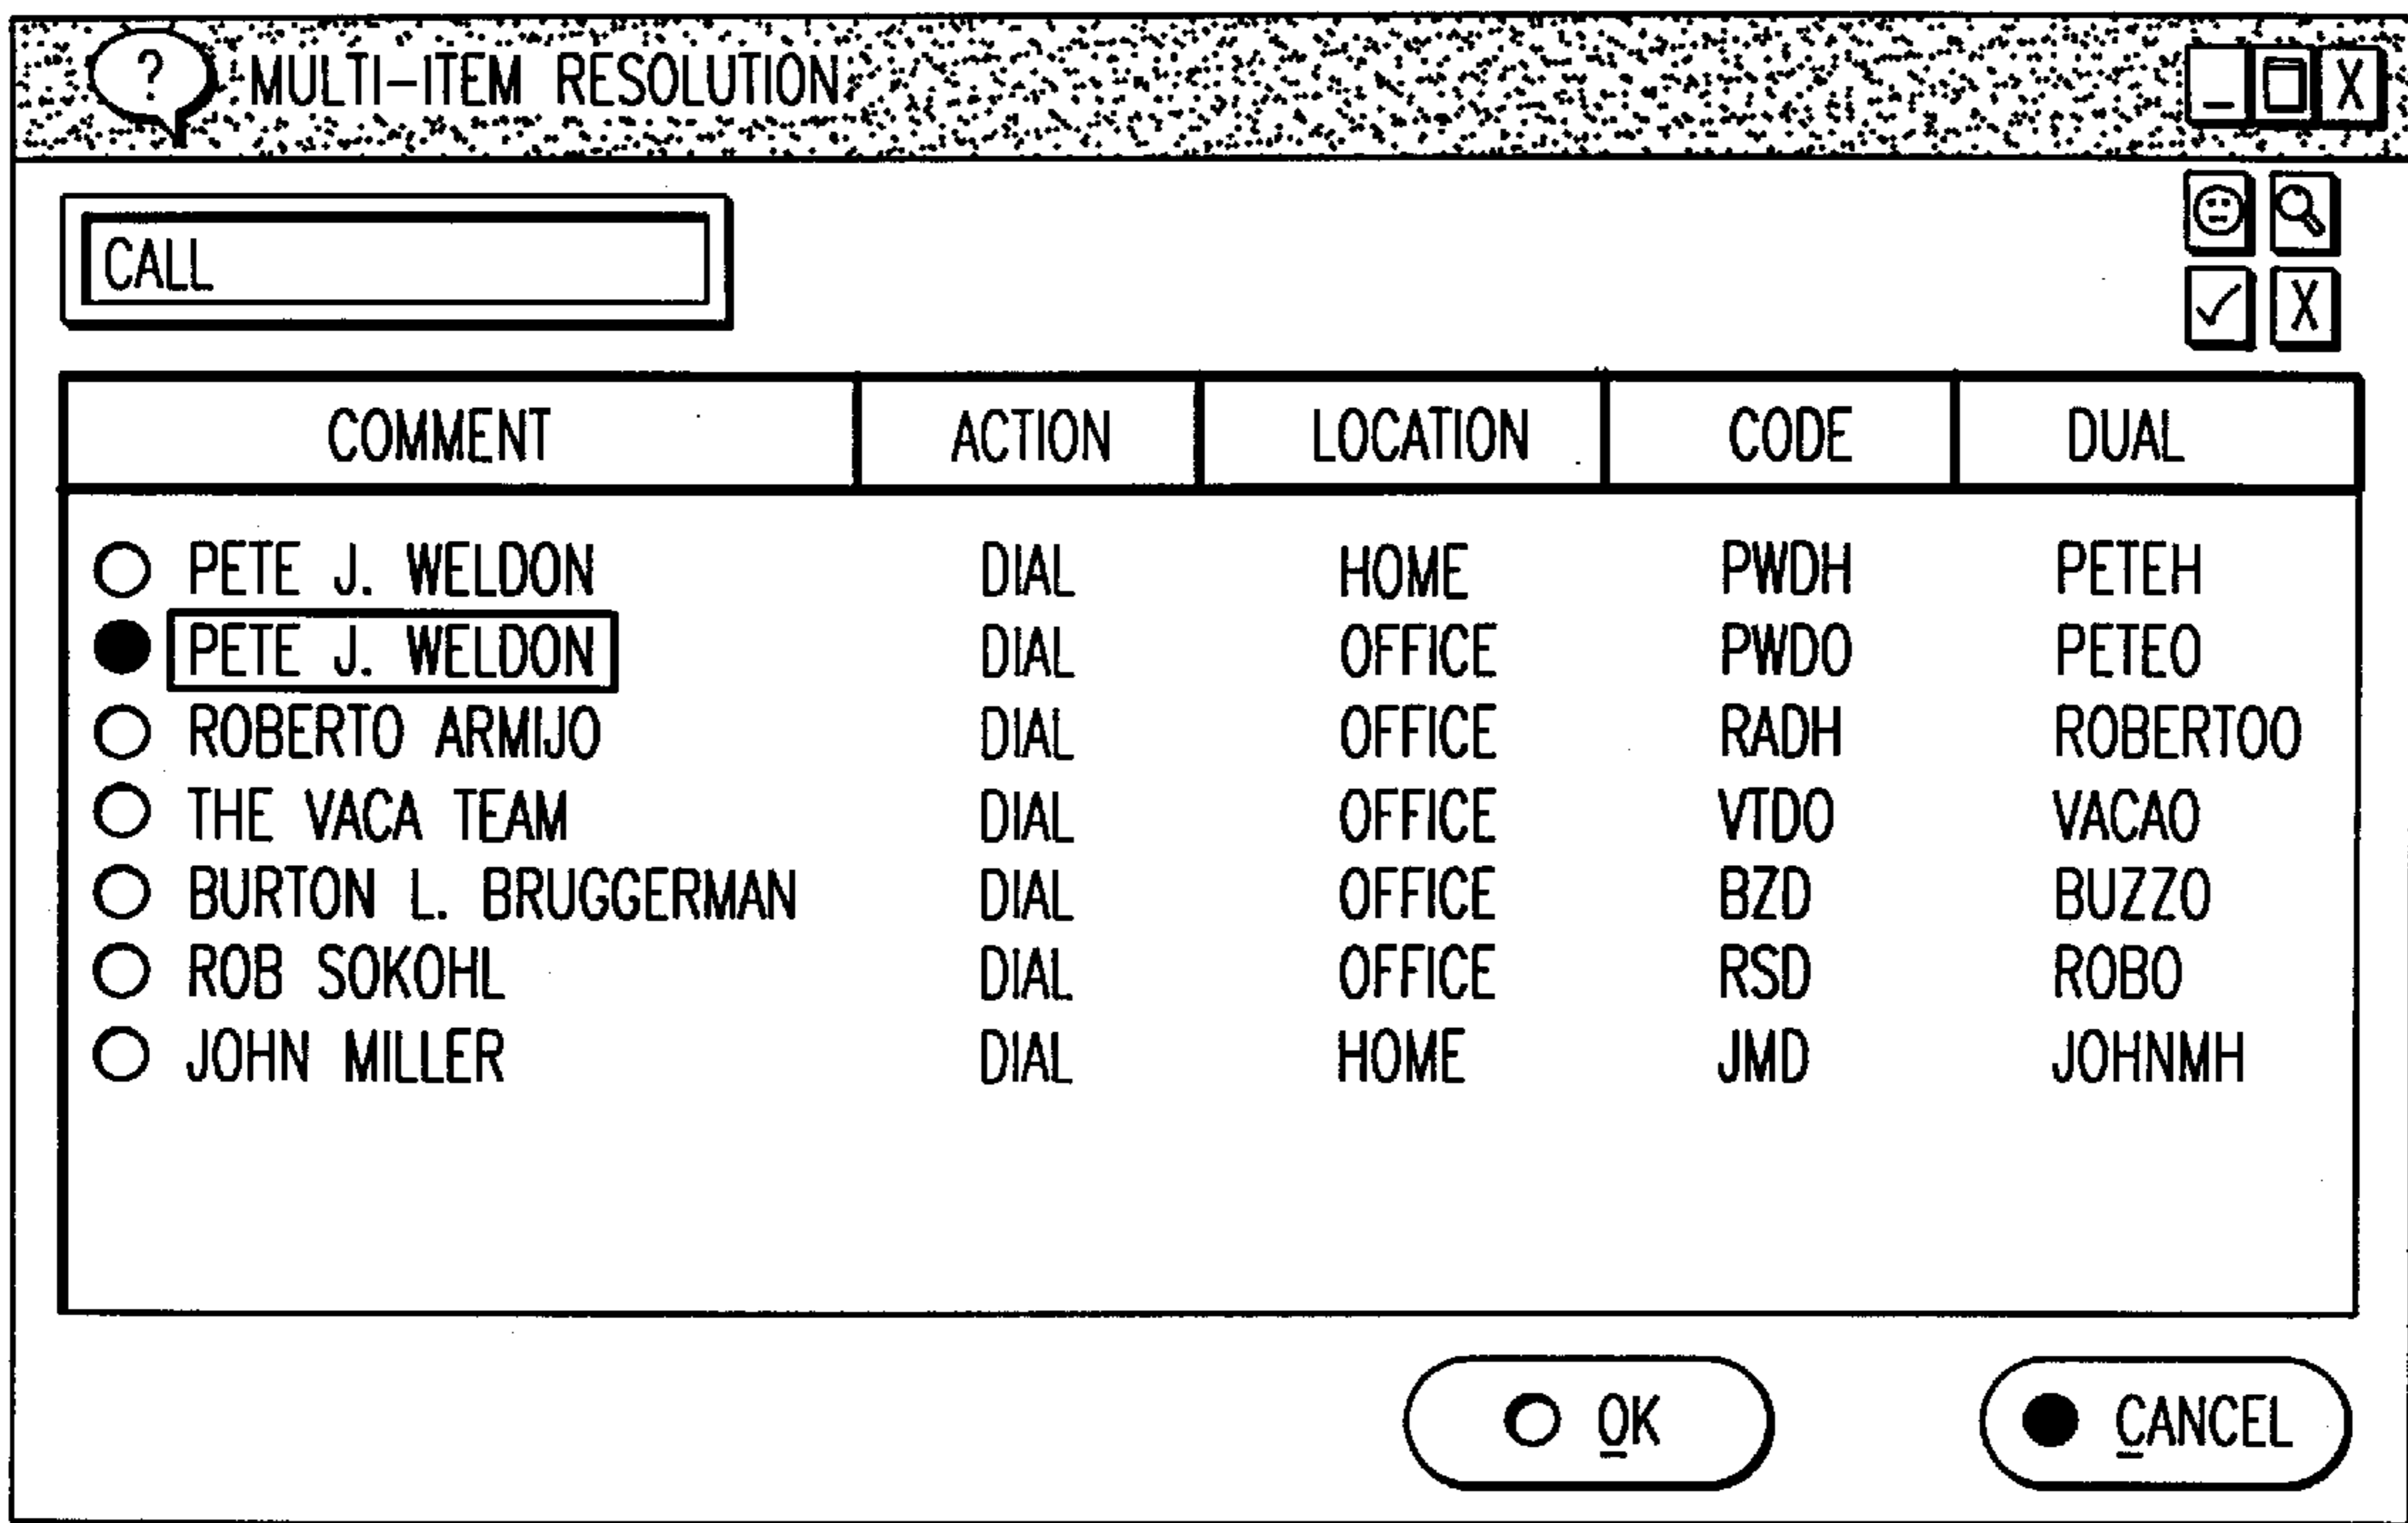 ? MULTI-ITEM RESOLUTION _ X
CALL
X
COMMENT ACTION LOCATION CODE DUAL
PETE J. WELDON DIAL HOME PWDH PETEH
PETE J. WELDON DIAL OFFICE PWDO PETEO
ROBERTO ARMIJO DIAL OFFICE RADH ROBERTOO
THE VACA TEAM DIAL OFFICE VTDO VACAO
BURTON L. BRUGGERMAN DIAL OFFICE BZD BUZZO
ROB SOKOHL DIAL OFFICE RSD ROBO
JOHN MILLER DIAL HOME JMD JOHNMH
OK CANCEL